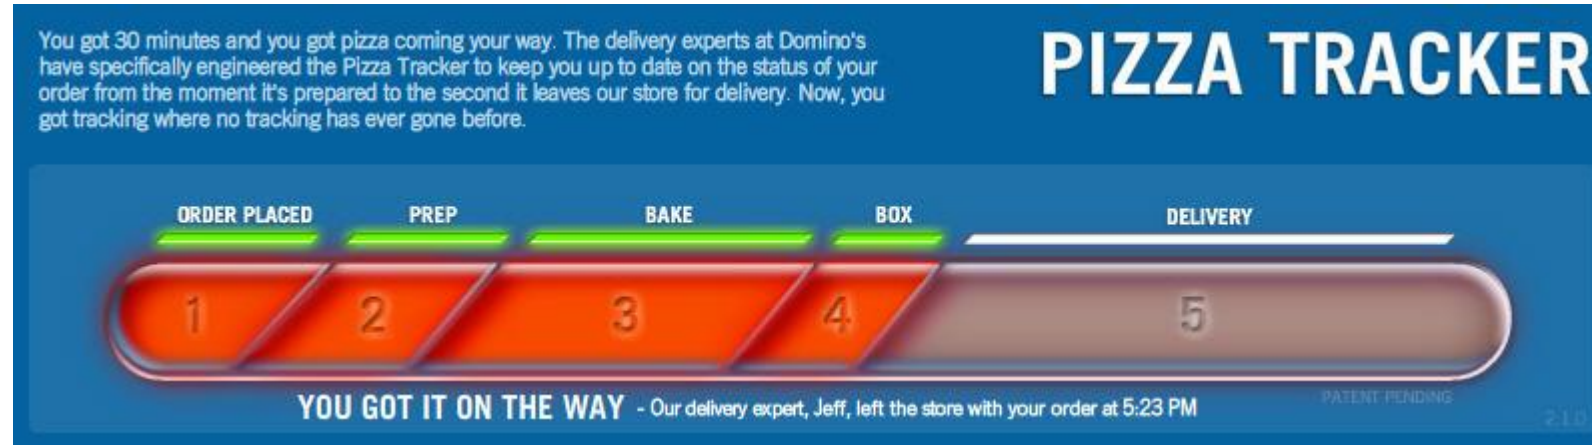 You got 30 minutes and you got pizza coming your way. The delivery experts at Domino's
have specifically engineered the Pizza Tracker to keep you up to date on the status of your
order from the moment it's prepared to the second it leaves our store for delivery. Now, you
got tracking where no tracking has ever gone before.
PIZZA TRACKER
ORDER PLACED PREP BAKE BOX DELIVERY
1 2 3 4 5
YOU GOT IT ON THE WAY - Our delivery expert, Jeff, left the store with your order at 5:23 PM
PATENT PENDING
2.1.0